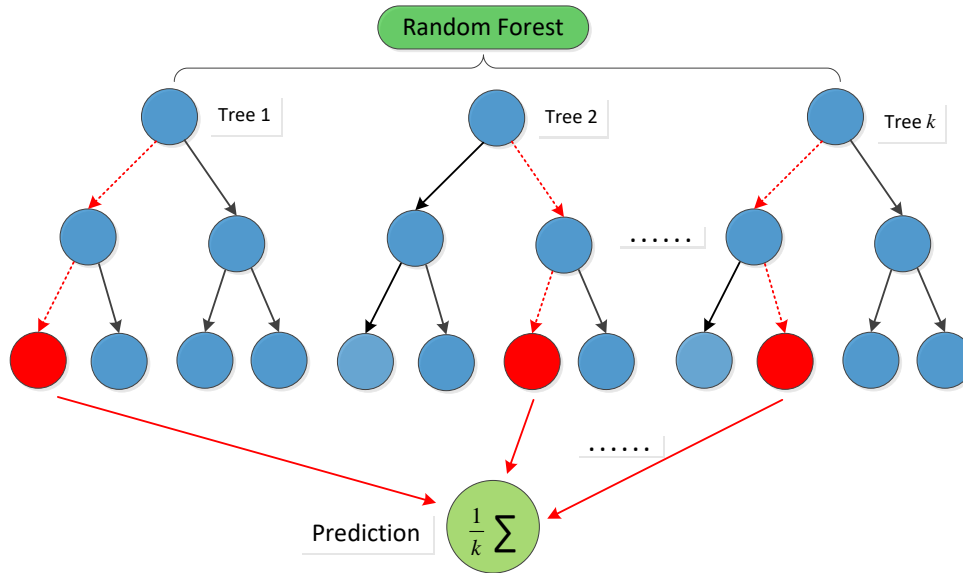 Random Forest
Tree 1
Tree 2
Tree k
......
......
Prediction
1/k ∑